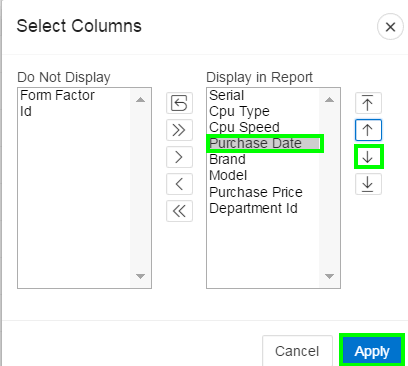 Select Columns
Do Not Display
Form Factor
Id
Display in Report
Serial
Cpu Type
Cpu Speed
Purchase Date
Brand
Model
Purchase Price
Department Id
Cancel
Apply